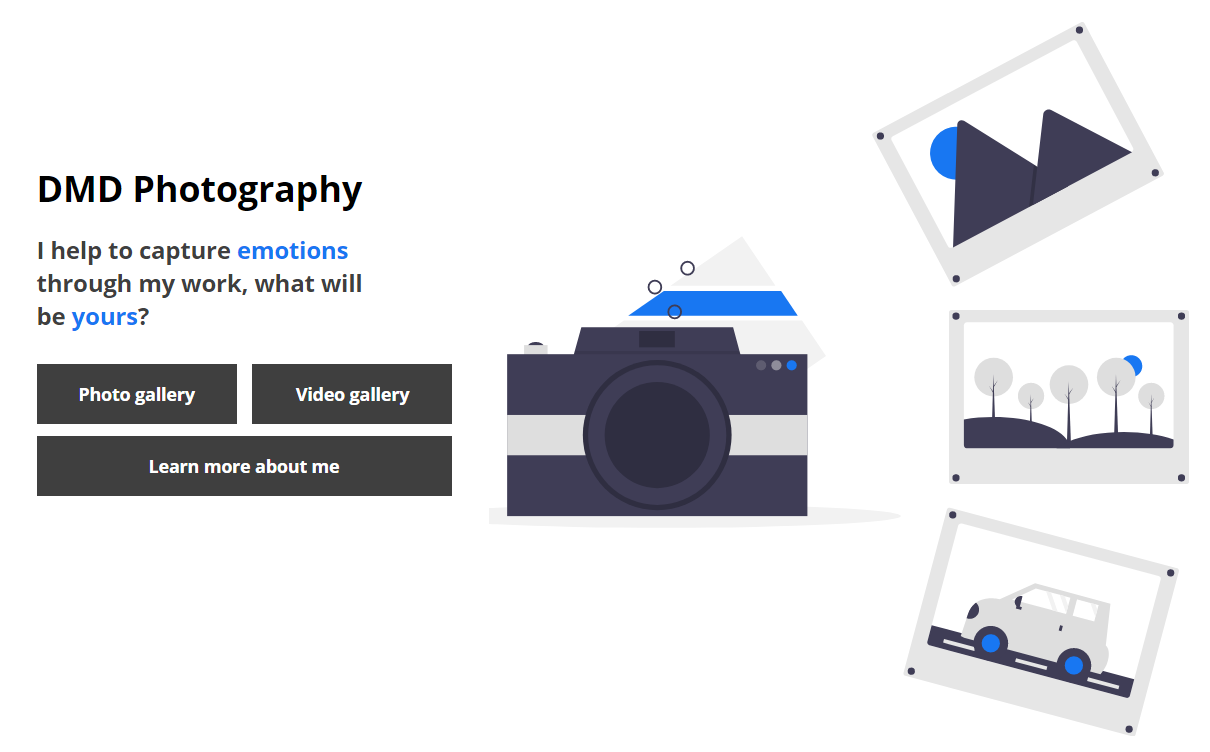 DMD Photography
I help to capture emotions
through my work, what will
be yours?
Photo gallery
Video gallery
Learn more about me